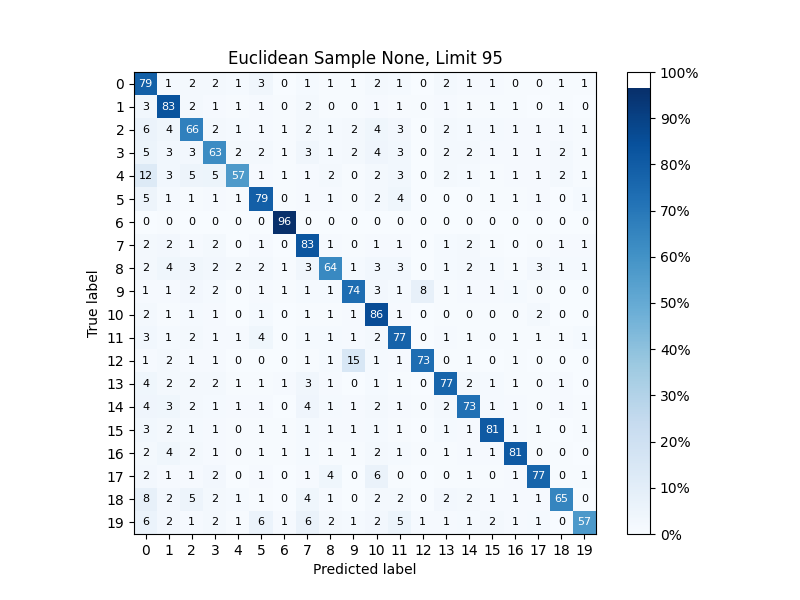 Euclidean Sample None, Limit 95
True label
0 79 1 2 2 1 3 0 1 1 1 2 1 0 2 1 1 0 0 1 1
1 3 83 2 1 1 1 0 2 0 0 1 1 0 1 1 1 1 0 1 0
2 6 4 66 2 1 1 1 2 1 2 4 3 0 2 1 1 1 1 1 1
3 5 3 3 63 2 2 1 3 1 2 4 3 0 2 2 1 1 1 2 1
4 12 3 5 5 57 1 1 1 2 0 2 3 0 2 1 1 1 1 2 1
5 5 1 1 1 1 79 0 1 1 0 2 4 0 0 0 1 1 1 0 1
6 0 0 0 0 0 0 96 0 0 0 0 0 0 0 0 0 0 0 0 0
7 2 2 1 2 0 1 0 83 1 0 1 1 0 1 2 1 0 0 1 1
8 2 4 3 2 2 2 1 3 64 1 3 3 0 1 2 1 1 3 1 1
9 1 1 2 2 0 1 1 1 1 74 3 1 8 1 1 1 1 0 0 0
10 2 1 1 1 0 1 0 1 1 1 86 1 0 0 0 0 0 2 0 0
11 3 1 2 1 1 4 0 1 1 1 2 77 0 1 1 0 1 1 1 1
12 1 2 1 1 0 0 1 1 0 15 1 1 73 0 1 0 1 0 0 0
13 4 2 2 2 1 1 1 3 1 0 1 1 0 77 2 1 1 0 1 0
14 4 3 2 1 1 1 0 4 1 1 2 1 0 2 73 1 1 0 1 1
15 3 2 1 1 0 1 1 1 1 1 1 1 0 1 1 81 1 0 1 0
16 2 4 2 1 0 1 1 1 1 1 2 1 0 1 1 1 81 0 0 0
17 2 1 1 2 0 1 0 1 4 0 6 0 0 0 1 0 1 77 0 1
18 8 2 5 2 1 1 0 4 1 0 2 2 0 2 2 1 1 1 65 0
19 6 2 1 2 1 6 1 6 2 1 2 5 1 1 1 2 1 1 0 57
0 1 2 3 4 5 6 7 8 9 10 11 12 13 14 15 16 17 18 19
Predicted label
100%
90%
80%
70%
60%
50%
40%
30%
20%
10%
0%